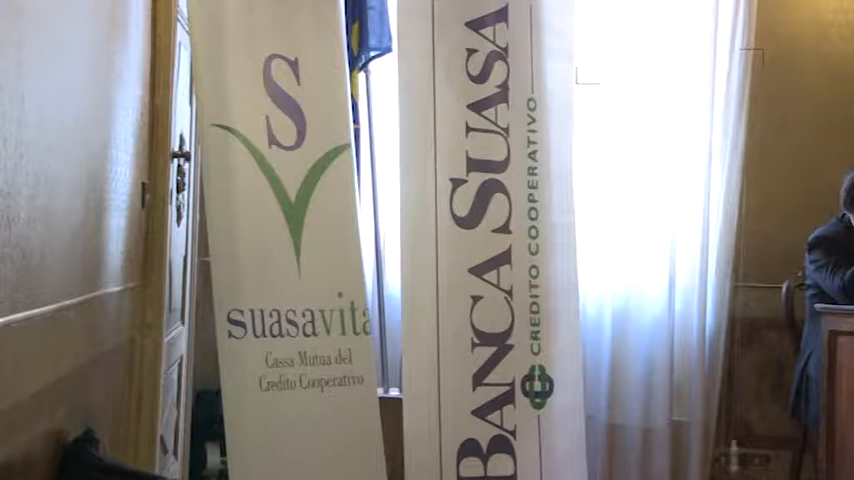 S
suasavita
Cassa Mutua del
Credito Cooperativo
BANCA SUASA
CREDITO COOPERATIVO